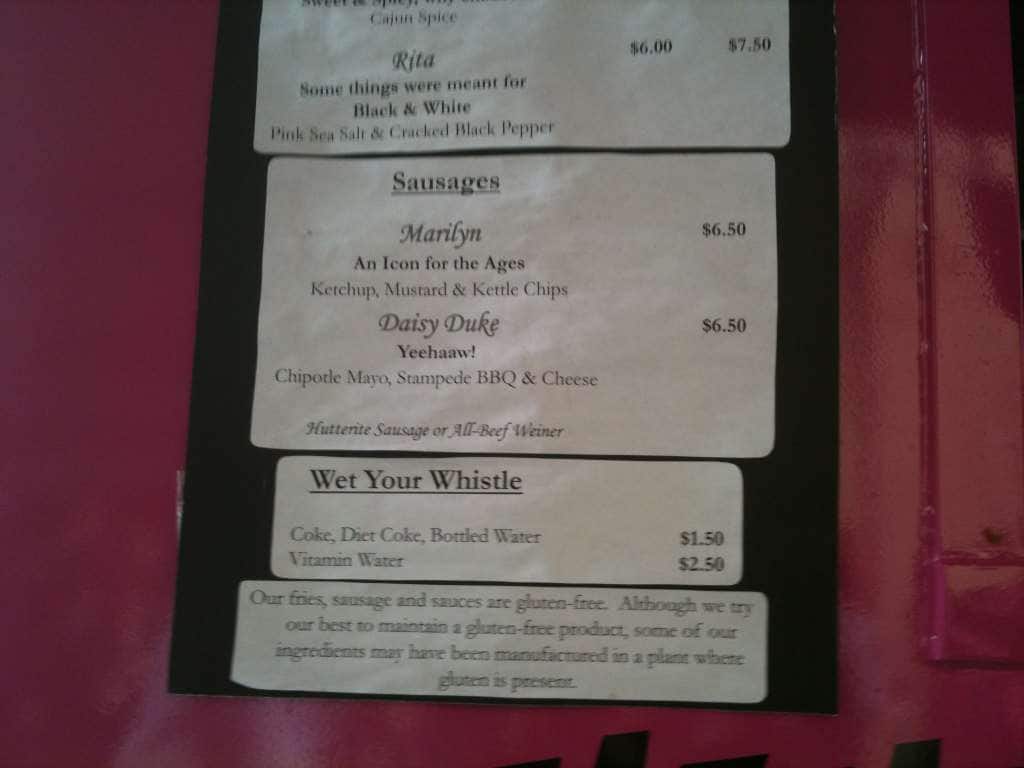 Sweet & Spicy, why
Cajun Spice
Rita $6.00 $7.50
Some things were meant for
Black & White
Pink Sea Salt & Cracked Black Pepper
Sausages
Marilyn $6.50
An Icon for the Ages
Ketchup, Mustard & Kettle Chips
Daisy Duke $6.50
Yeehaaw!
Chipotle Mayo, Stampede BBQ & Cheese
Hutterite Sausage or All-Beef Weiner
Wet Your Whistle
Coke, Diet Coke, Bottled Water $1.50
Vitamin Water $2.50
Our fries, sausage and sauces are gluten-free. Although we try
our best to maintain a gluten-free product, some of our
ingredients may have been manufactured in a plant where
gluten is present.